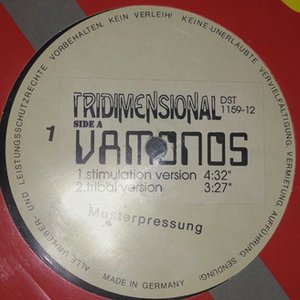 ALLE URHEBER- UND LEISTUNGSSCHUTZRECHTE VORBEHALTEN. KEIN VERLEIH! KEINE UNERLAUBTE VERVIELFÄLTIGUNG, VERMIETUNG, AUFFÜHRUNG, SENDUNG!
TRIDIMENSIONAL
DST
1159-12
SIDE A
1
VAMONOS
1.stimulation version 4:32"
2.tribal version 3:27"
Musterpressung
MADE IN GERMANY